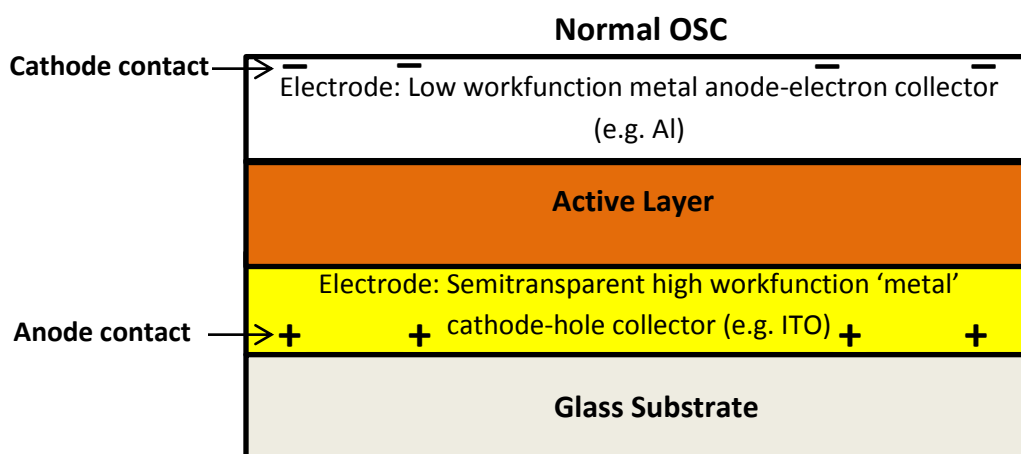 Normal OSC
Cathode contact
− − − −
Electrode: Low workfunction metal anode-electron collector
(e.g. Al)
Active Layer
Electrode: Semitransparent high workfunction ‘metal’
cathode-hole collector (e.g. ITO)
Anode contact
+ + + +
Glass Substrate